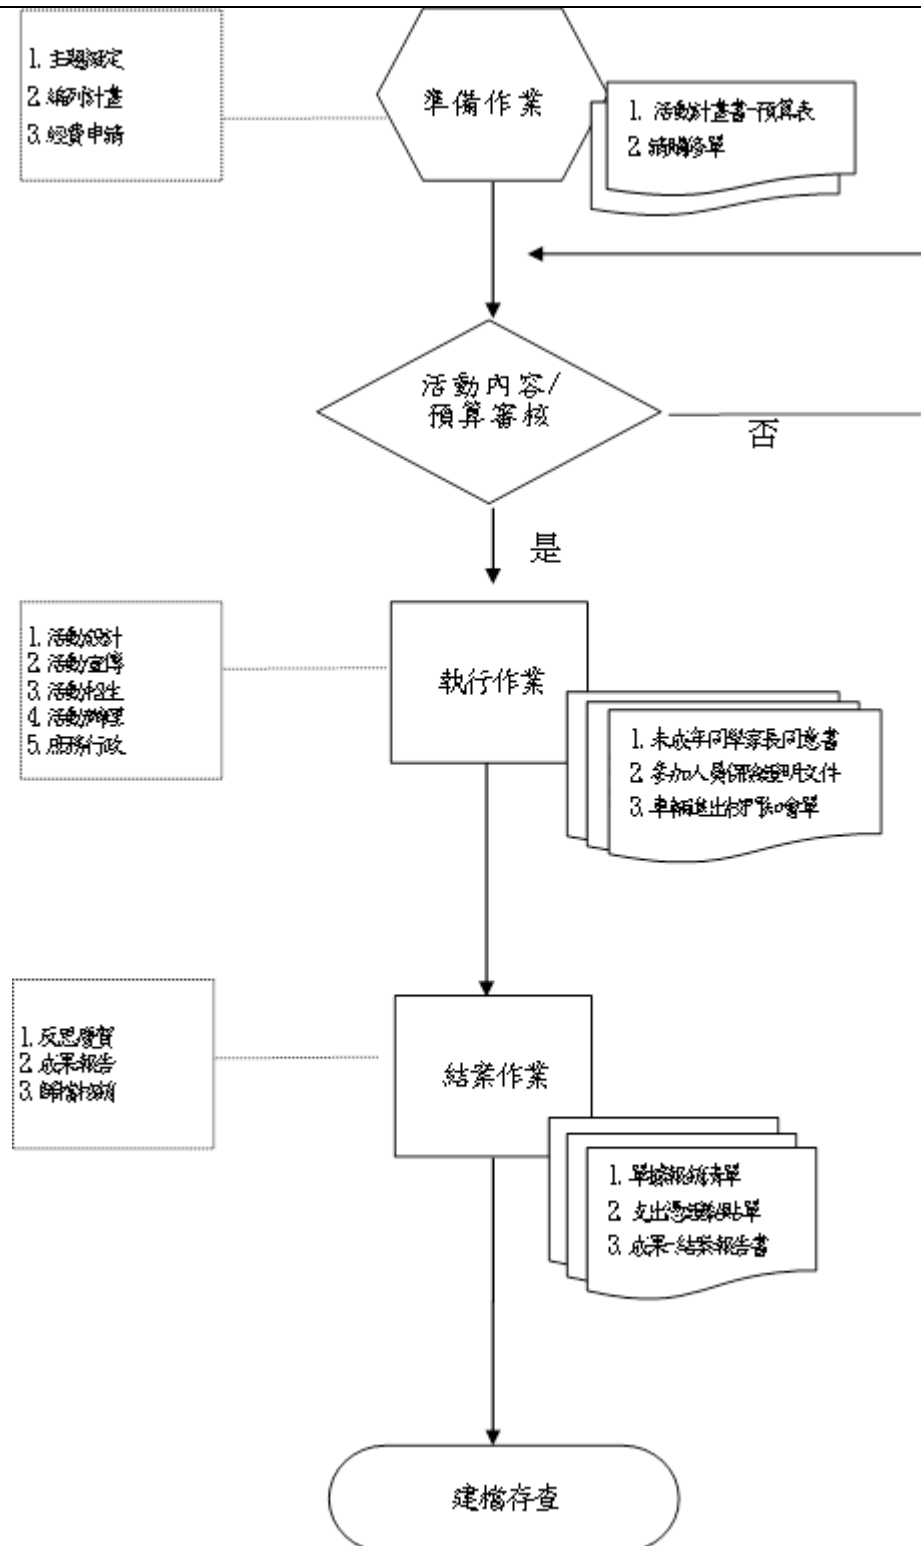 1. 主題擬定
2. 編列計畫
3. 經費申請
準備作業
1. 活動計畫書-預算表
2. 請購修單
活動內容/
預算審核
否
是
1. 活動設計
2. 活動宣傳
3. 活動招生
4. 活動辦理
5. 庶務行政
執行作業
1. 未成年同學家長同意書
2. 參加人員保險證明文件
3. 車輛進出校門知會單
1. 反思慶賀
2. 成果報告
3. 歸檔核銷
結案作業
1. 單據報銷清單
2. 支出憑證黏貼單
3. 成果-結案報告書
建檔存查